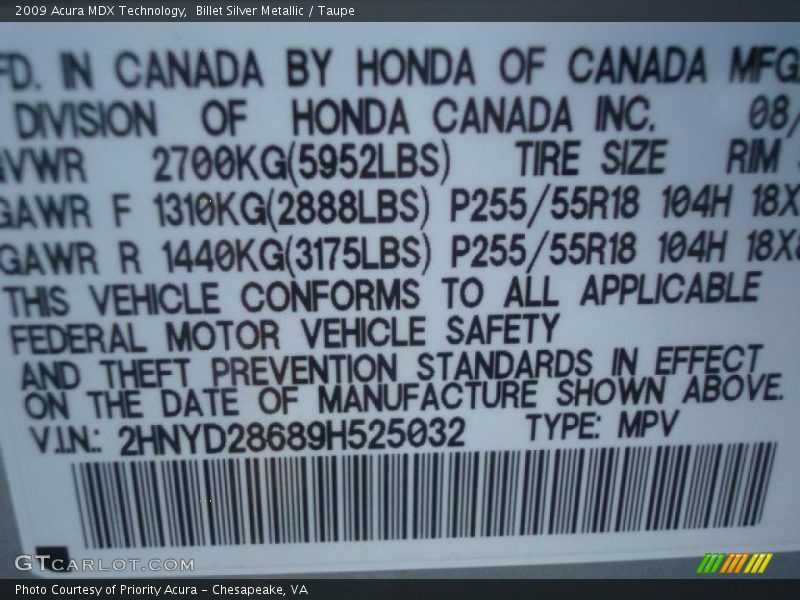 2009 Acura MDX Technology, Billet Silver Metallic / Taupe
FD. IN CANADA BY HONDA OF CANADA MFG.
DIVISION OF HONDA CANADA INC. 08/
GVWR 2700KG(5952LBS) TIRE SIZE RIM S
GAWR F 1310KG(2888LBS) P255/55R18 104H 18X
GAWR R 1440KG(3175LBS) P255/55R18 104H 18X8
THIS VEHICLE CONFORMS TO ALL APPLICABLE
FEDERAL MOTOR VEHICLE SAFETY
AND THEFT PREVENTION STANDARDS IN EFFECT
ON THE DATE OF MANUFACTURE SHOWN ABOVE.
V.I.N.: 2HNYD28689H525032 TYPE: MPV
GTCARLOT.COM
Photo Courtesy of Priority Acura - Chesapeake, VA